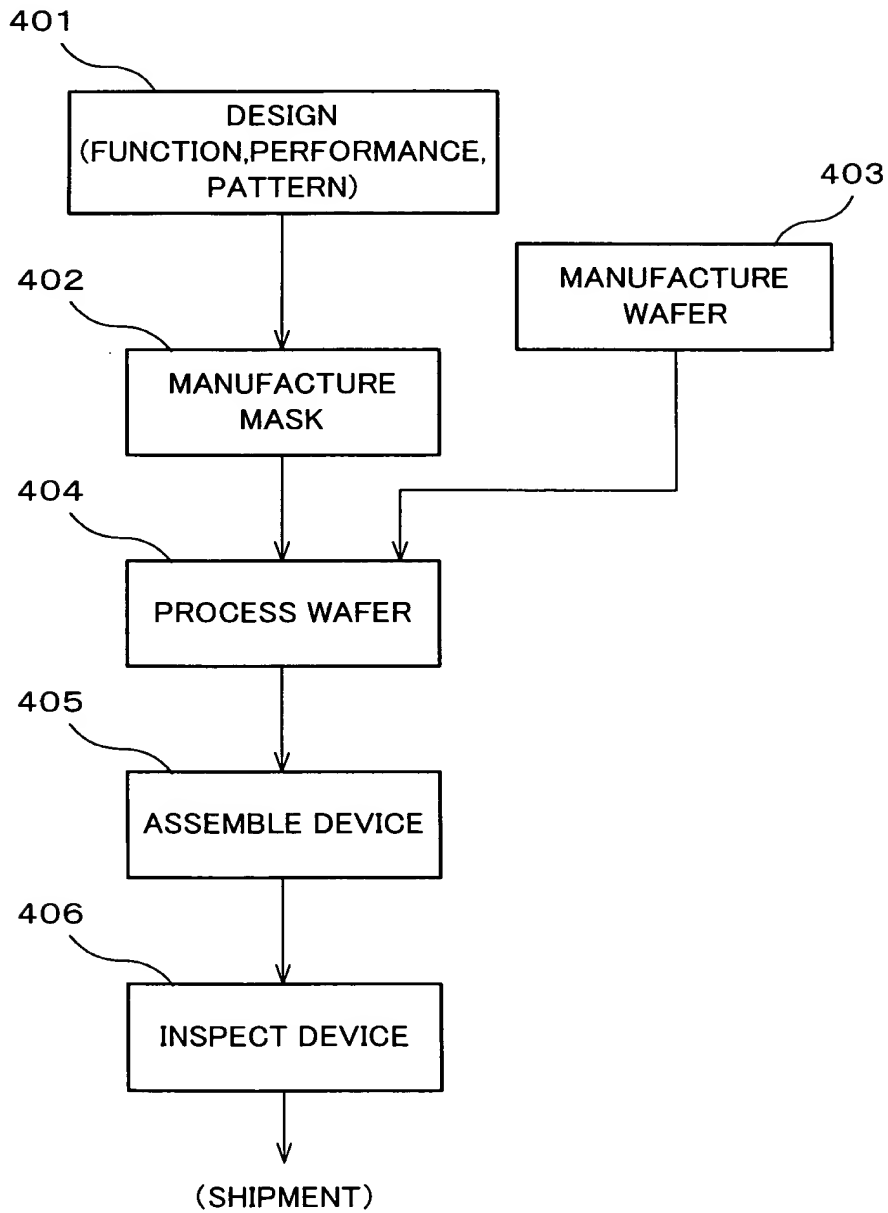 401
DESIGN
(FUNCTION,PERFORMANCE,
PATTERN)
403
MANUFACTURE
WAFER
402
MANUFACTURE
MASK
404
PROCESS WAFER
405
ASSEMBLE DEVICE
406
INSPECT DEVICE
(SHIPMENT)